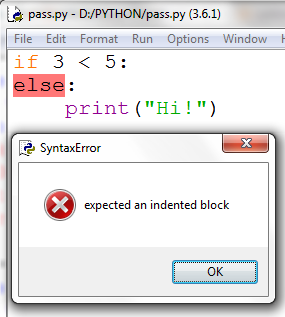 pass.py - D:/PYTHON/pass.py (3.6.1)
File Edit Format Run Options Window H
if 3 < 5:
else:
    print("Hi!")
SyntaxError
expected an indented block
OK